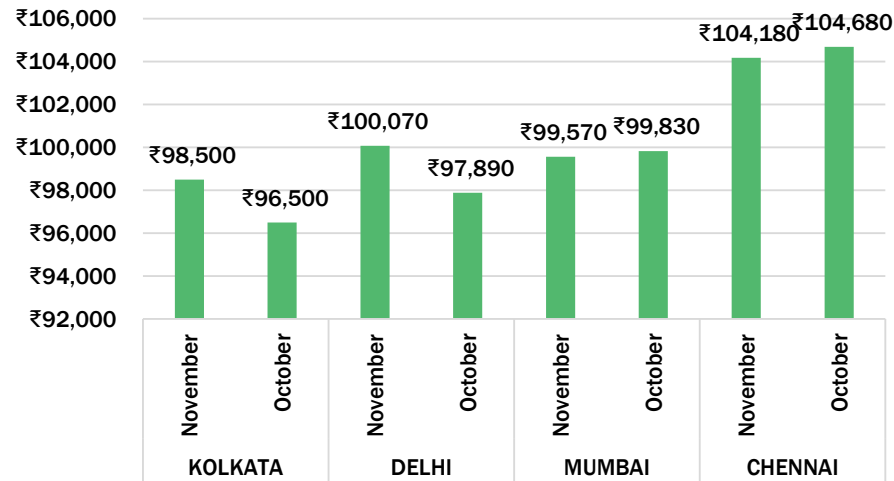 ₹106,000
₹104,000
₹102,000
₹100,000
₹98,000
₹96,000
₹94,000
₹92,000
₹98,500
₹96,500
₹100,070
₹97,890
₹99,570
₹99,830
₹104,180
₹104,680
November
October
November
October
November
October
November
October
KOLKATA
DELHI
MUMBAI
CHENNAI